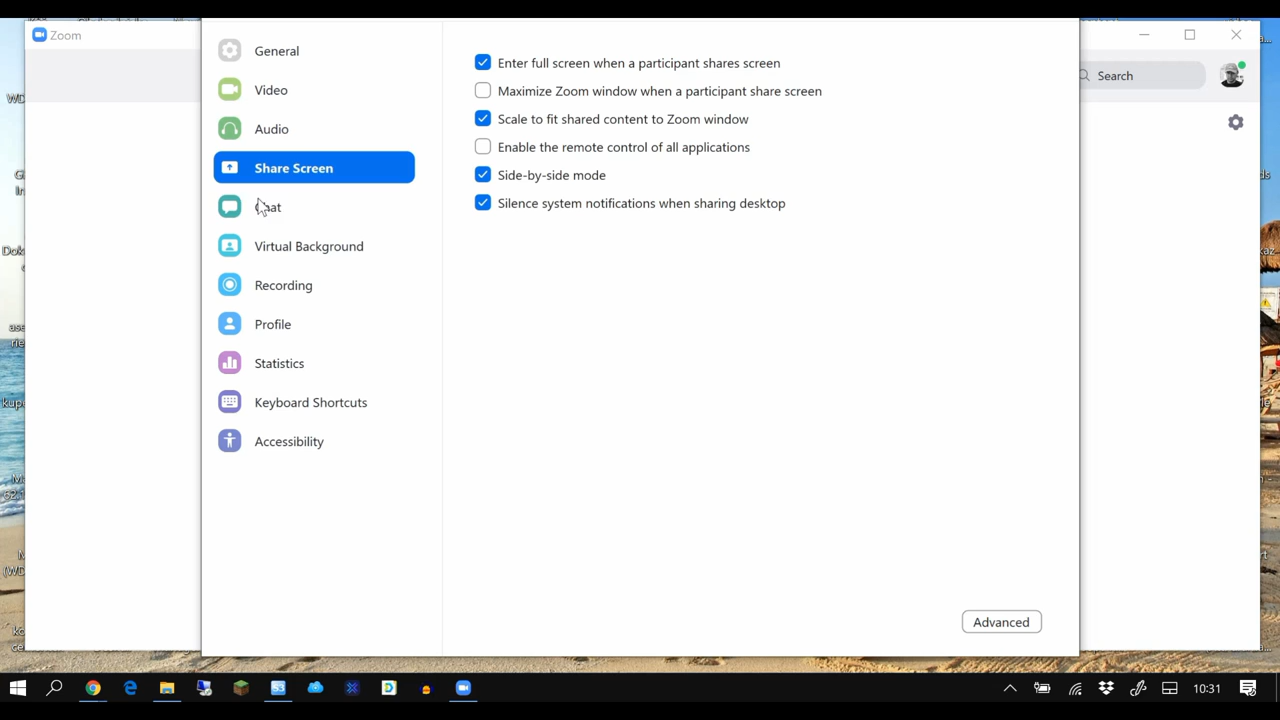 Zoom
General
Video
Audio
Share Screen
Chat
Virtual Background
Recording
Profile
Statistics
Keyboard Shortcuts
Accessibility
Enter full screen when a participant shares screen
Maximize Zoom window when a participant share screen
Scale to fit shared content to Zoom window
Enable the remote control of all applications
Side-by-side mode
Silence system notifications when sharing desktop
Advanced
Search
10:31